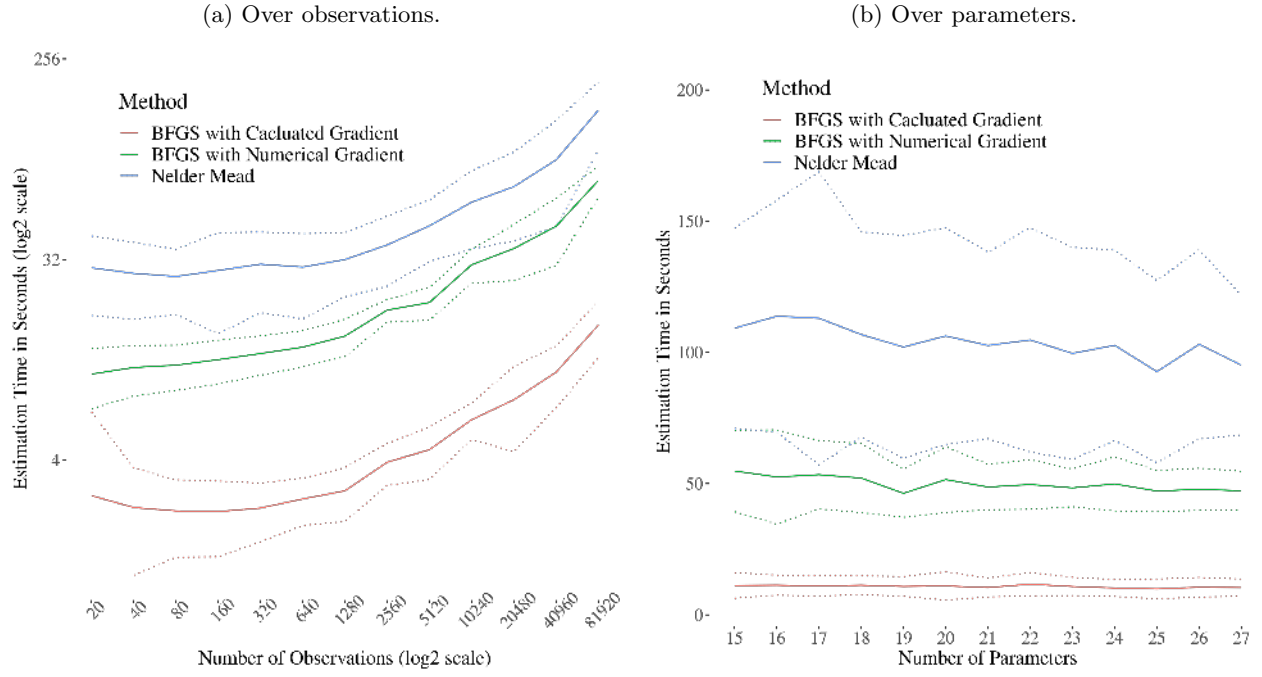 (a) Over observations.
(b) Over parameters.
256
32
4
Estimation Time in Seconds (log2 scale)
Method
BFGS with Cacluated Gradient
BFGS with Numerical Gradient
Nelder Mead
20
40
80
160
320
640
1280
2560
5120
10240
20480
40960
81920
Number of Observations (log2 scale)
200
150
100
50
0
Estimation Time in Seconds
Method
BFGS with Cacluated Gradient
BFGS with Numerical Gradient
Nelder Mead
15 16 17 18 19 20 21 22 23 24 25 26 27
Number of Parameters